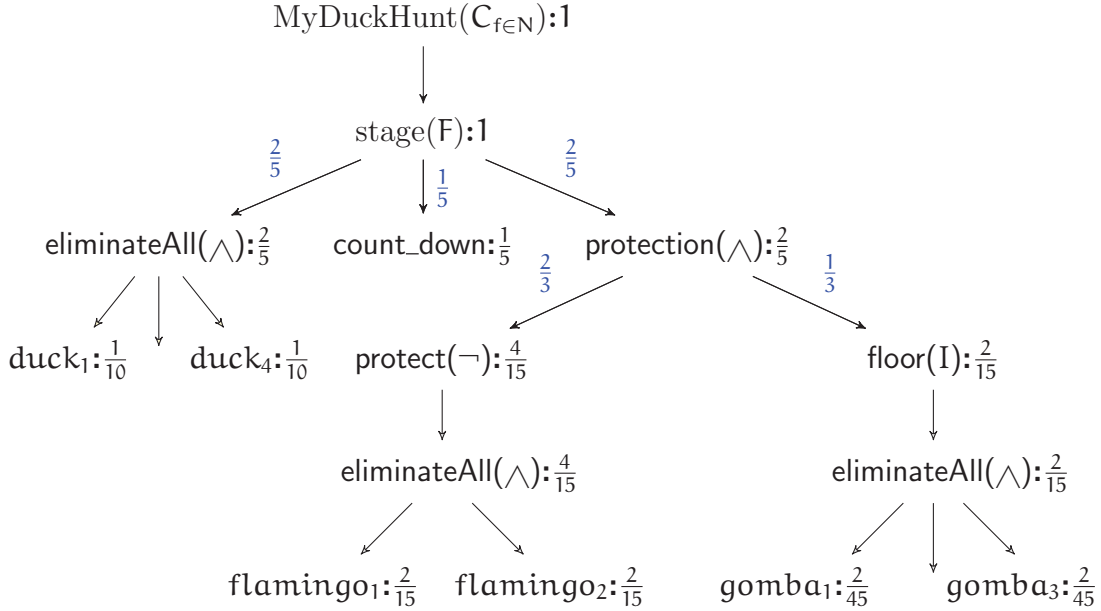 MyDuckHunt(C_{f∈N}):1
stage(F):1
2/5 1/5 2/5
eliminateAll(∧):2/5 count_down:1/5 protection(∧):2/5
2/3 1/3
duck₁:1/10 duck₄:1/10 protect(¬):4/15 floor(I):2/15
eliminateAll(∧):4/15 eliminateAll(∧):2/15
flamingo₁:2/15 flamingo₂:2/15 gomba₁:2/45 gomba₃:2/45